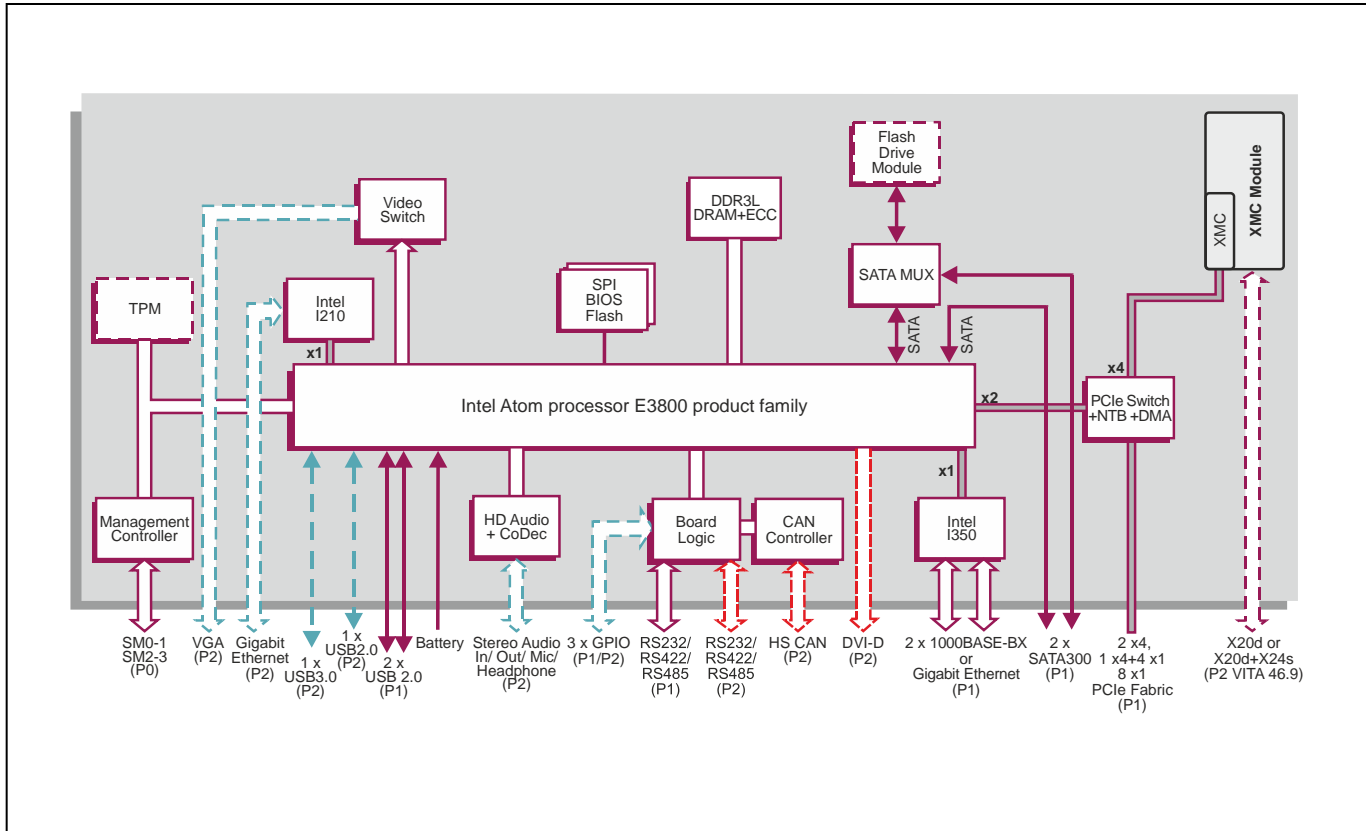 Flash
Drive
Module
XMC Module
XMC
Video
Switch
DDR3L
DRAM+ECC
SATA MUX
TPM
Intel
I210
SPI
BIOS
Flash
SATA
SATA
x1
x4
Intel Atom processor E3800 product family
x2
PCIe Switch
+NTB +DMA
x1
Management
Controller
HD Audio
+ CoDec
Board
Logic
CAN
Controller
Intel
I350
SM0-1
SM2-3
(P0)
VGA
(P2)
Gigabit
Ethernet
(P2)
1 x
USB3.0
(P2)
1 x
USB2.0
(P2)
2 x
USB 2.0
(P1)
Battery
Stereo Audio
In/ Out/ Mic/
Headphone
(P2)
3 x GPIO
(P1/P2)
RS232/
RS422/
RS485
(P1)
RS232/
RS422/
RS485
(P2)
HS CAN
(P2)
DVI-D
(P2)
2 x 1000BASE-BX
or
Gigabit Ethernet
(P1)
2 x
SATA300
(P1)
2 x4,
1 x4+4 x1
8 x1
PCIe Fabric
(P1)
X20d or
X20d+X24s
(P2 VITA 46.9)